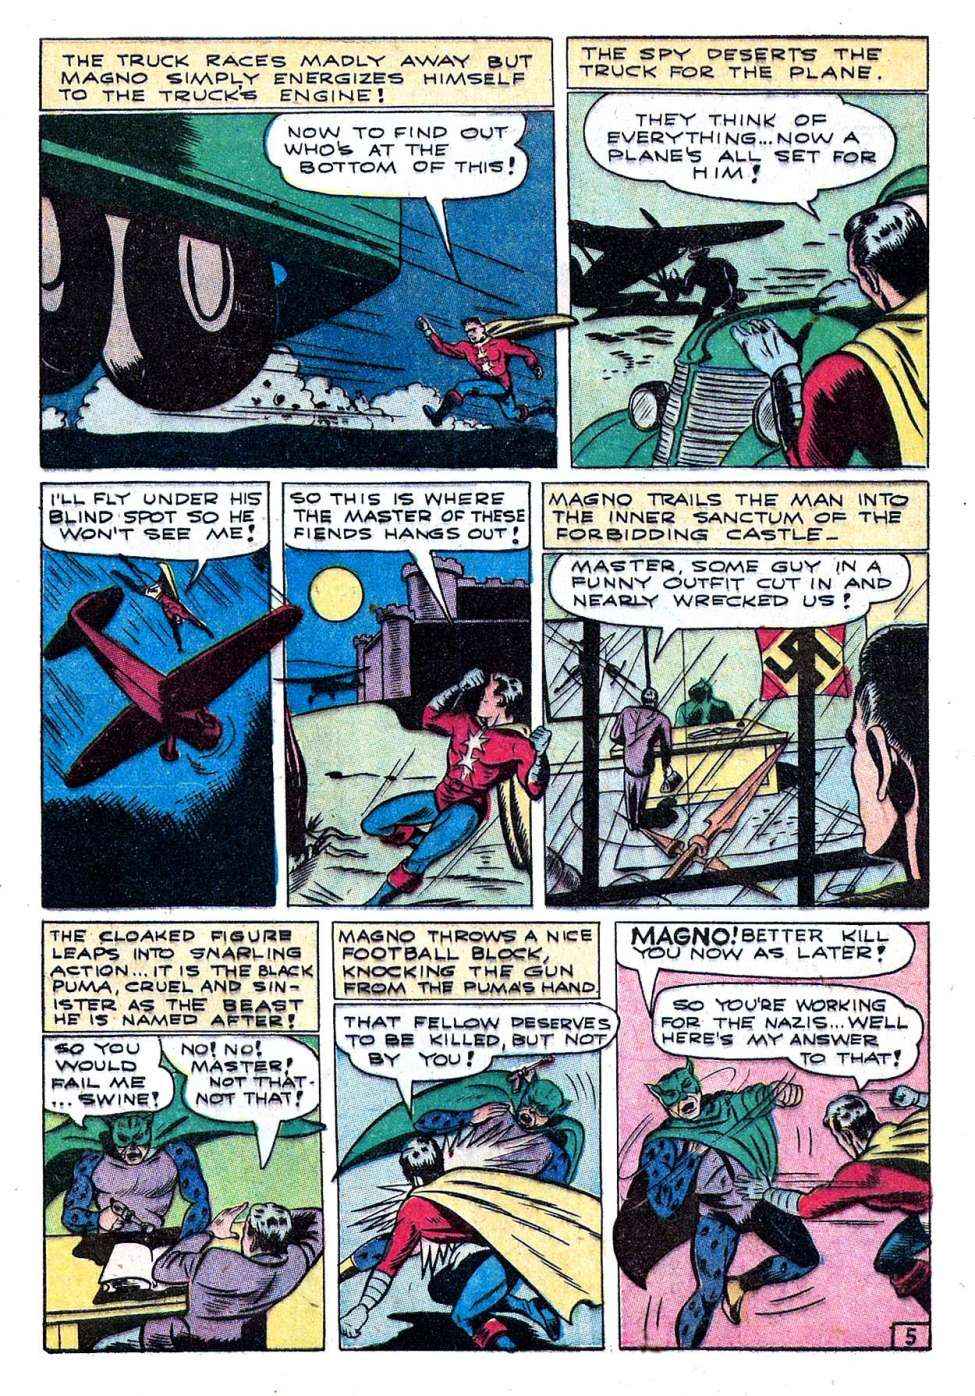 THE TRUCK RACES MADLY AWAY BUT
MAGNO SIMPLY ENERGIZES HIMSELF
TO THE TRUCK'S ENGINE!
NOW TO FIND OUT
WHO'S AT THE
BOTTOM OF THIS!
THE SPY DESERTS THE
TRUCK FOR THE PLANE.
THEY THINK OF
EVERYTHING...NOW A
PLANE'S ALL SET FOR
HIM!
I'LL FLY UNDER HIS
BLIND SPOT SO HE
WON'T SEE ME!
SO THIS IS WHERE
THE MASTER OF THESE
FIENDS HANGS OUT!
MAGNO TRAILS THE MAN INTO
THE INNER SANCTUM OF THE
FORBIDDING CASTLE—
MASTER, SOME GUY IN A
FUNNY OUTFIT CUT IN AND
NEARLY WRECKED US!
THE CLOAKED FIGURE
LEAPS INTO SNARLING
ACTION... IT IS THE BLACK
PUMA, CRUEL AND SIN-
ISTER AS THE BEAST
HE IS NAMED AFTER!
SO YOU
WOULD
FAIL ME
... SWINE!
NO! NO!
MASTER!
NOT THAT-
NOT THAT!
MAGNO THROWS A NICE
FOOTBALL BLOCK,
KNOCKING THE GUN
FROM THE PUMA'S HAND.
THAT FELLOW DESERVES
TO BE KILLED, BUT NOT
BY YOU!
MAGNO! BETTER KILL
YOU NOW AS LATER!
SO YOU'RE WORKING
FOR THE NAZIS...WELL
HERE'S MY ANSWER
TO THAT!
5